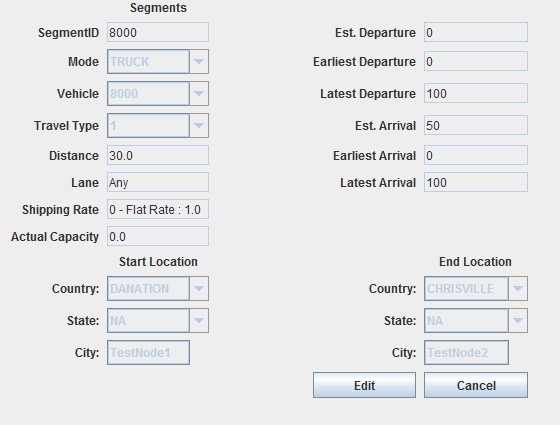 Segments
SegmentID 8000 Est. Departure 0
Mode TRUCK Earliest Departure 0
Vehicle 8000 Latest Departure 100
Travel Type 1 Est. Arrival 50
Distance 30.0 Earliest Arrival 0
Lane Any Latest Arrival 100
Shipping Rate 0 - Flat Rate : 1.0
Actual Capacity 0.0
Start Location End Location
Country: DANATION Country: CHRISVILLE
State: NA State: NA
City: TestNode1 City: TestNode2
Edit Cancel